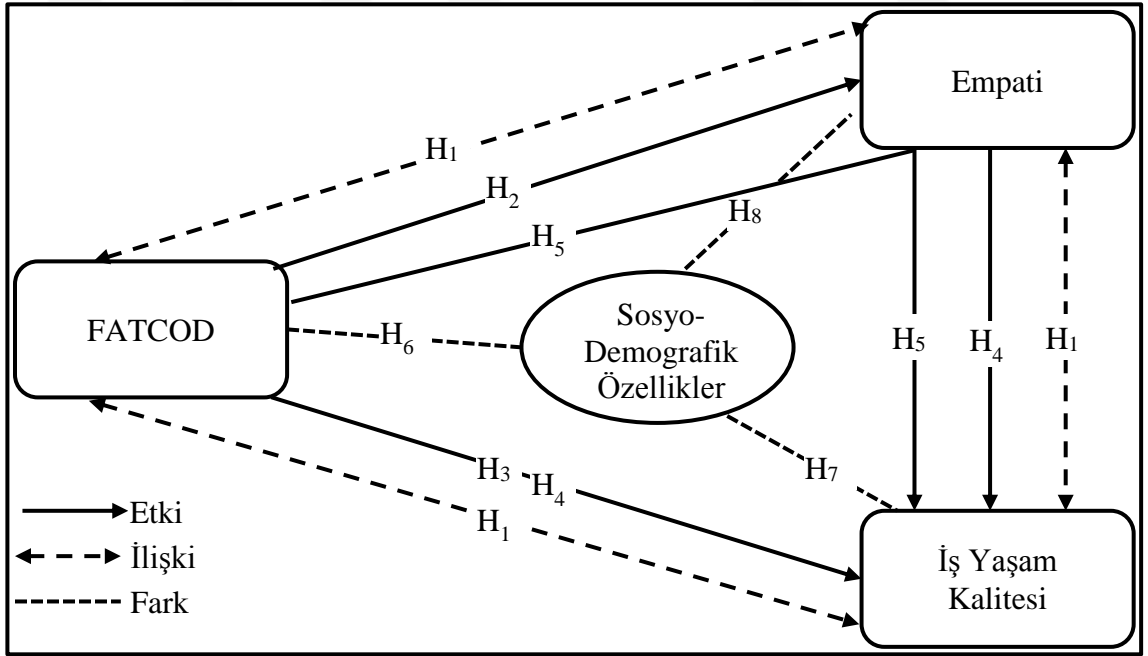 Empati
H1
H2
H8
H5
FATCOD
H6
Sosyo-
Demografik
Özellikler
H5
H4
H1
H3
H4
H7
H1
Etki
İlişki
Fark
İş Yaşam
Kalitesi